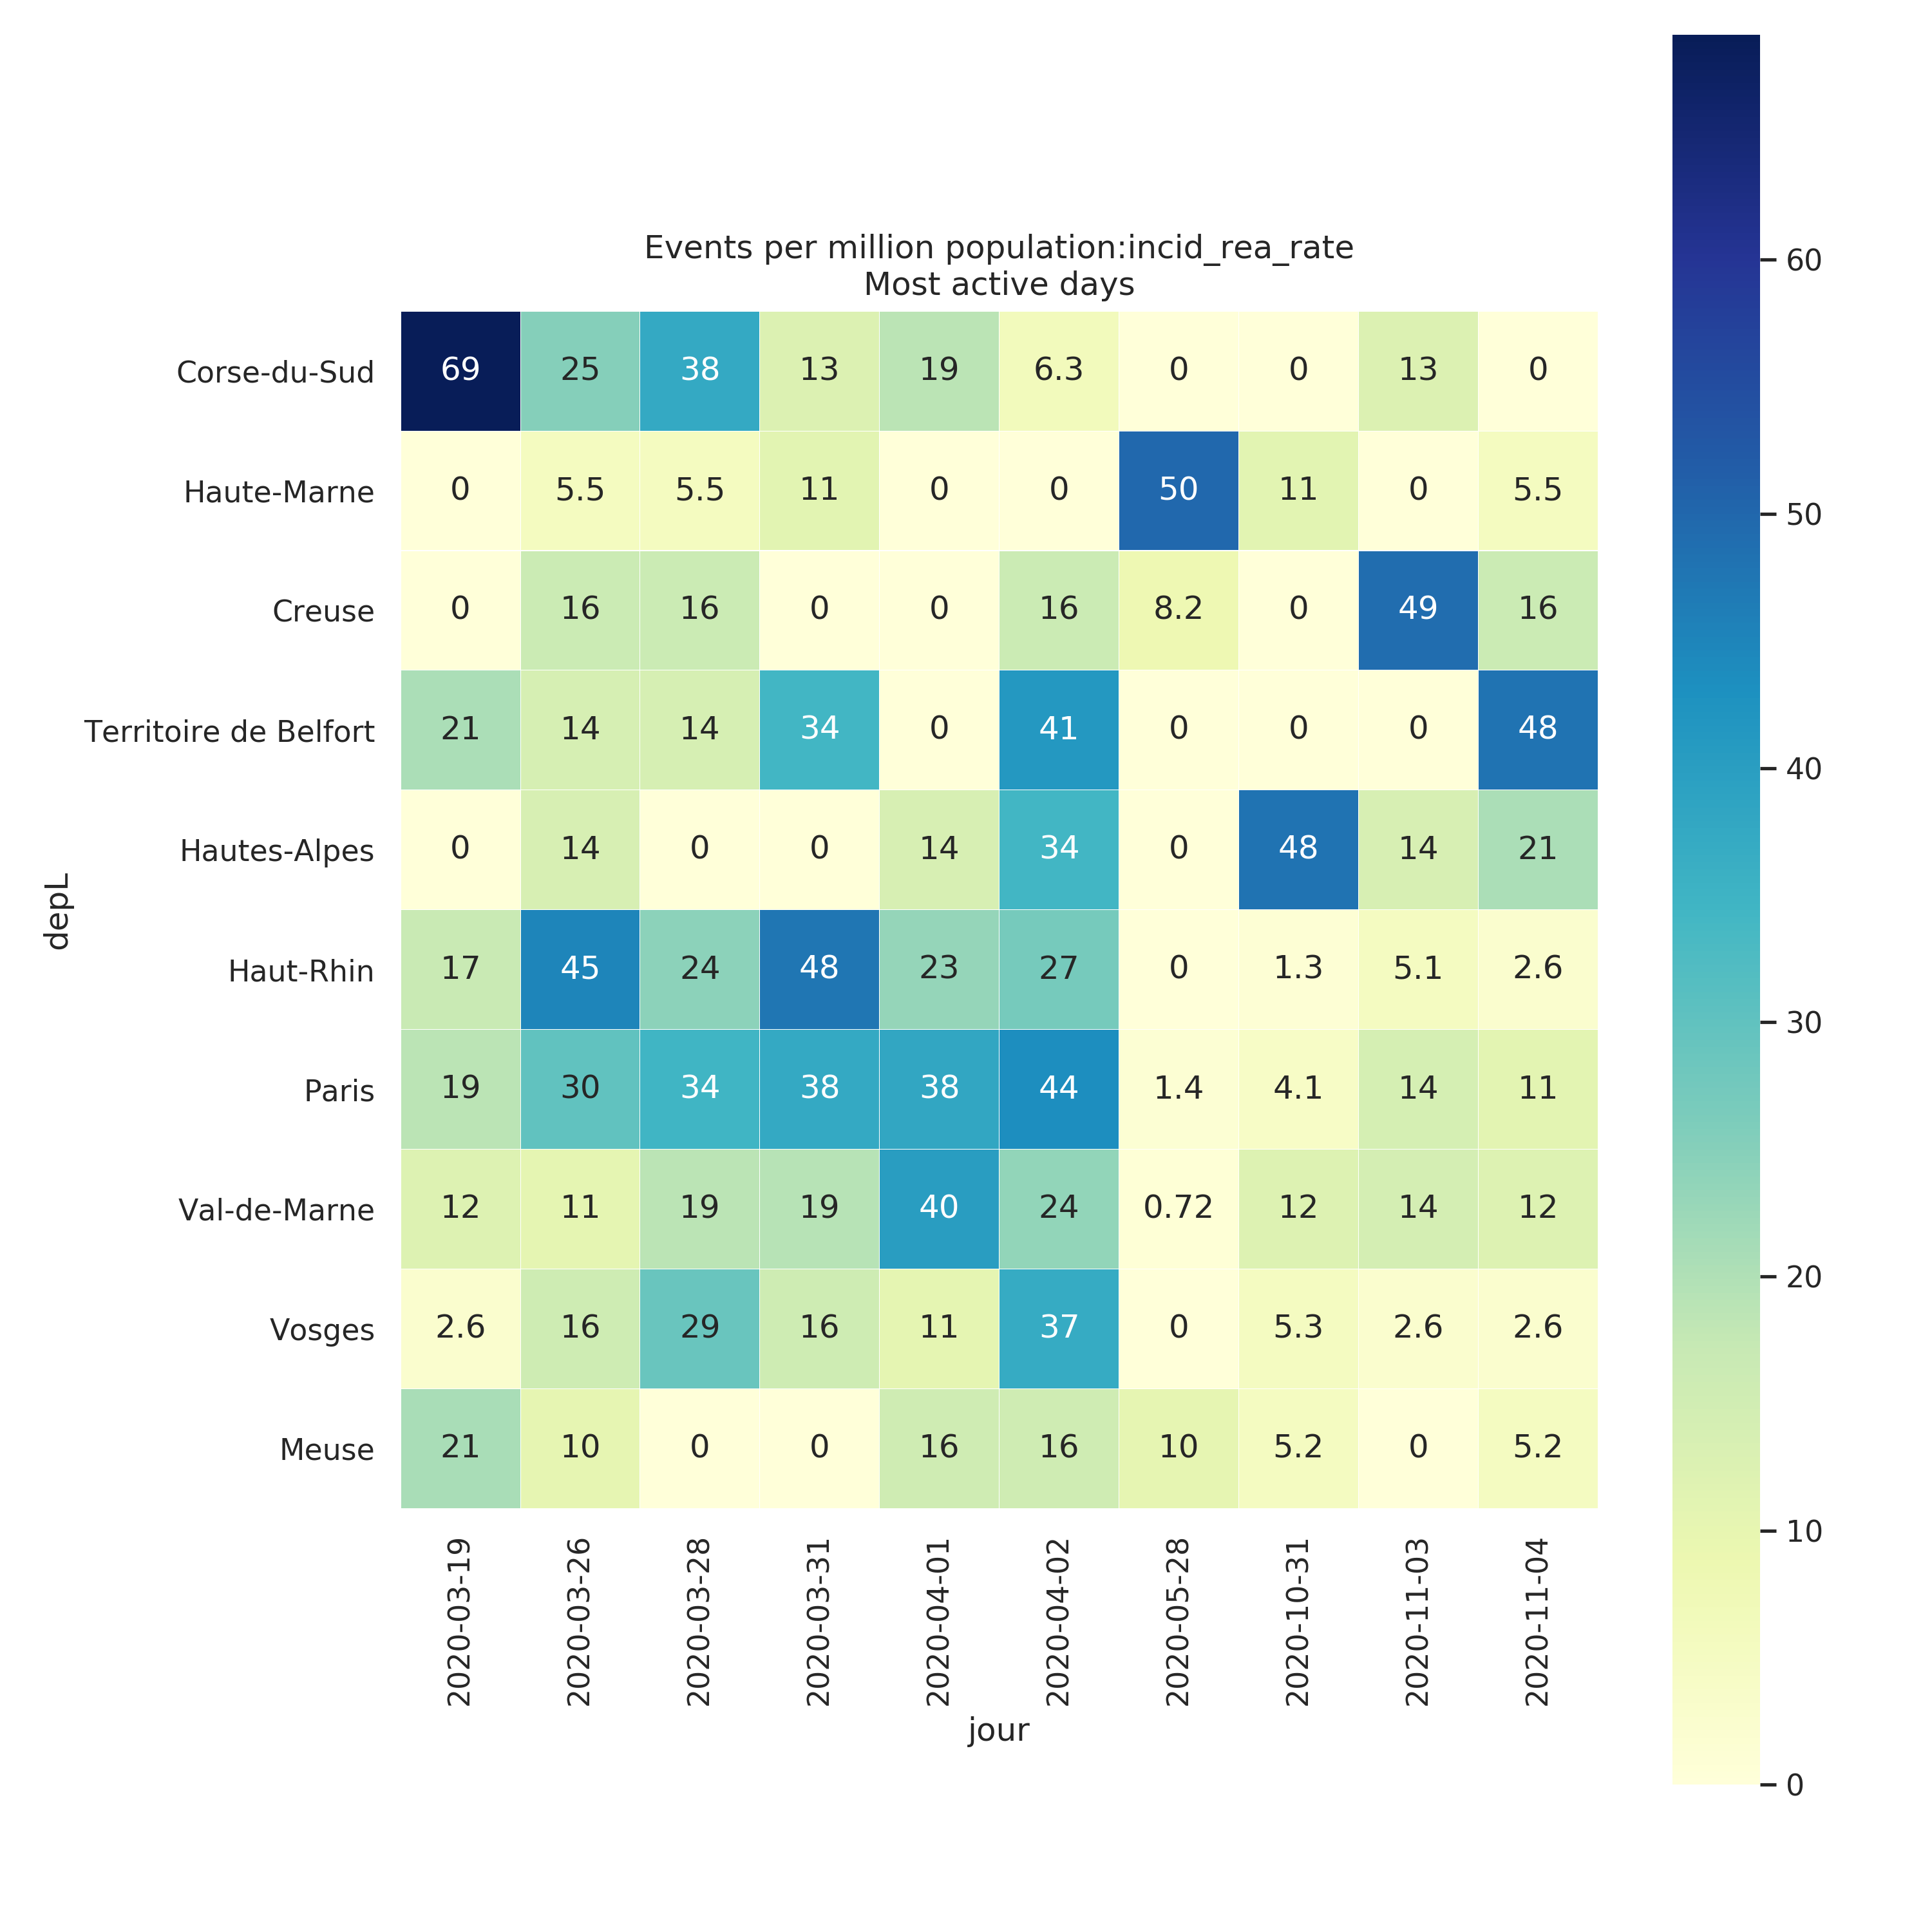 Events per million population:incid_rea_rate
Most active days
60
50
40
30
20
10
0
depL
Corse-du-Sud 69 25 38 13 19 6.3 0 0 13 0
Haute-Marne 0 5.5 5.5 11 0 0 50 11 0 5.5
Creuse 0 16 16 0 0 16 8.2 0 49 16
Territoire de Belfort 21 14 14 34 0 41 0 0 0 48
Hautes-Alpes 0 14 0 0 14 34 0 48 14 21
Haut-Rhin 17 45 24 48 23 27 0 1.3 5.1 2.6
Paris 19 30 34 38 38 44 1.4 4.1 14 11
Val-de-Marne 12 11 19 19 40 24 0.72 12 14 12
Vosges 2.6 16 29 16 11 37 0 5.3 2.6 2.6
Meuse 21 10 0 0 16 16 10 5.2 0 5.2
2020-03-19 2020-03-26 2020-03-28 2020-03-31 2020-04-01 2020-04-02 2020-05-28 2020-10-31 2020-11-03 2020-11-04
jour